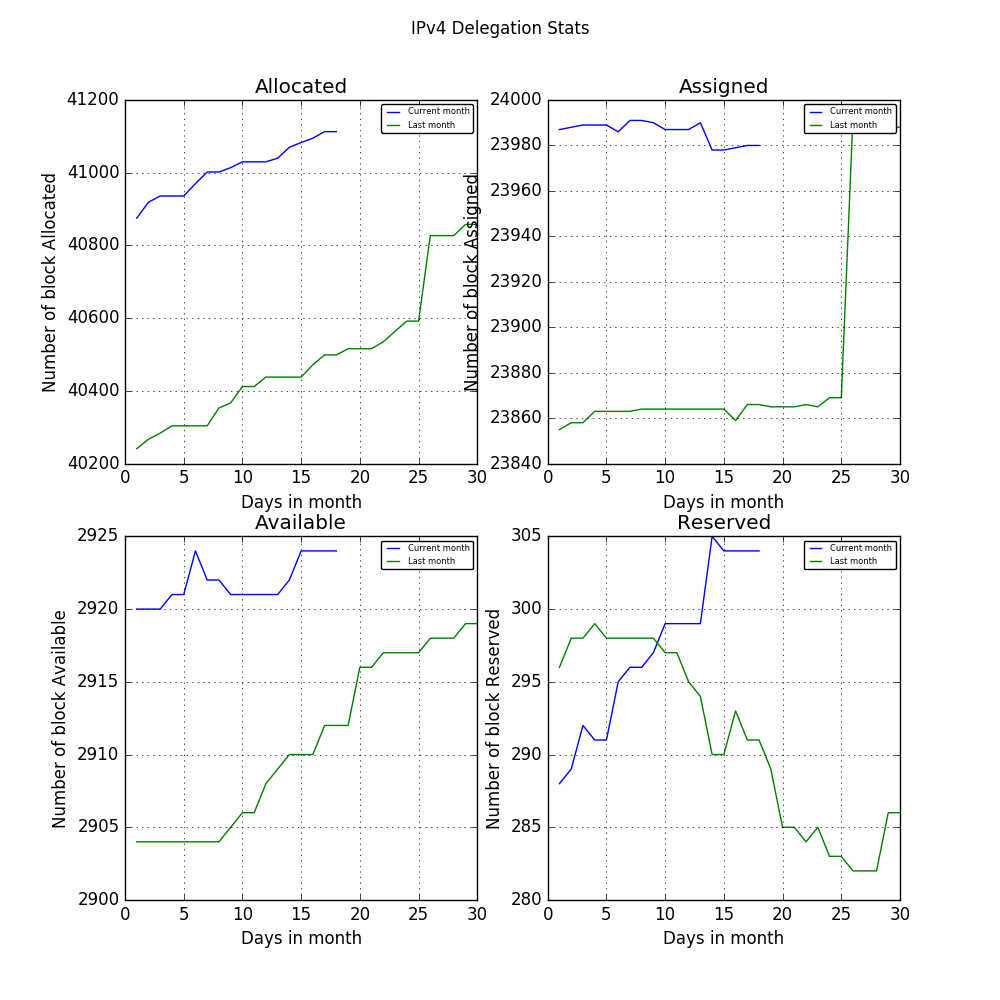 IPv4 Delegation Stats
Allocated
Number of block Allocated
41200
41000
40800
40600
40400
40200
0 5 10 15 20 25 30
Days in month
Current month
Last month
Assigned
Number of block Assigned
24000
23980
23960
23940
23920
23900
23880
23860
23840
0 5 10 15 20 25 30
Days in month
Current month
Last month
Available
Number of block Available
2925
2920
2915
2910
2905
2900
0 5 10 15 20 25 30
Days in month
Current month
Last month
Reserved
Number of block Reserved
305
300
295
290
285
280
0 5 10 15 20 25 30
Days in month
Current month
Last month